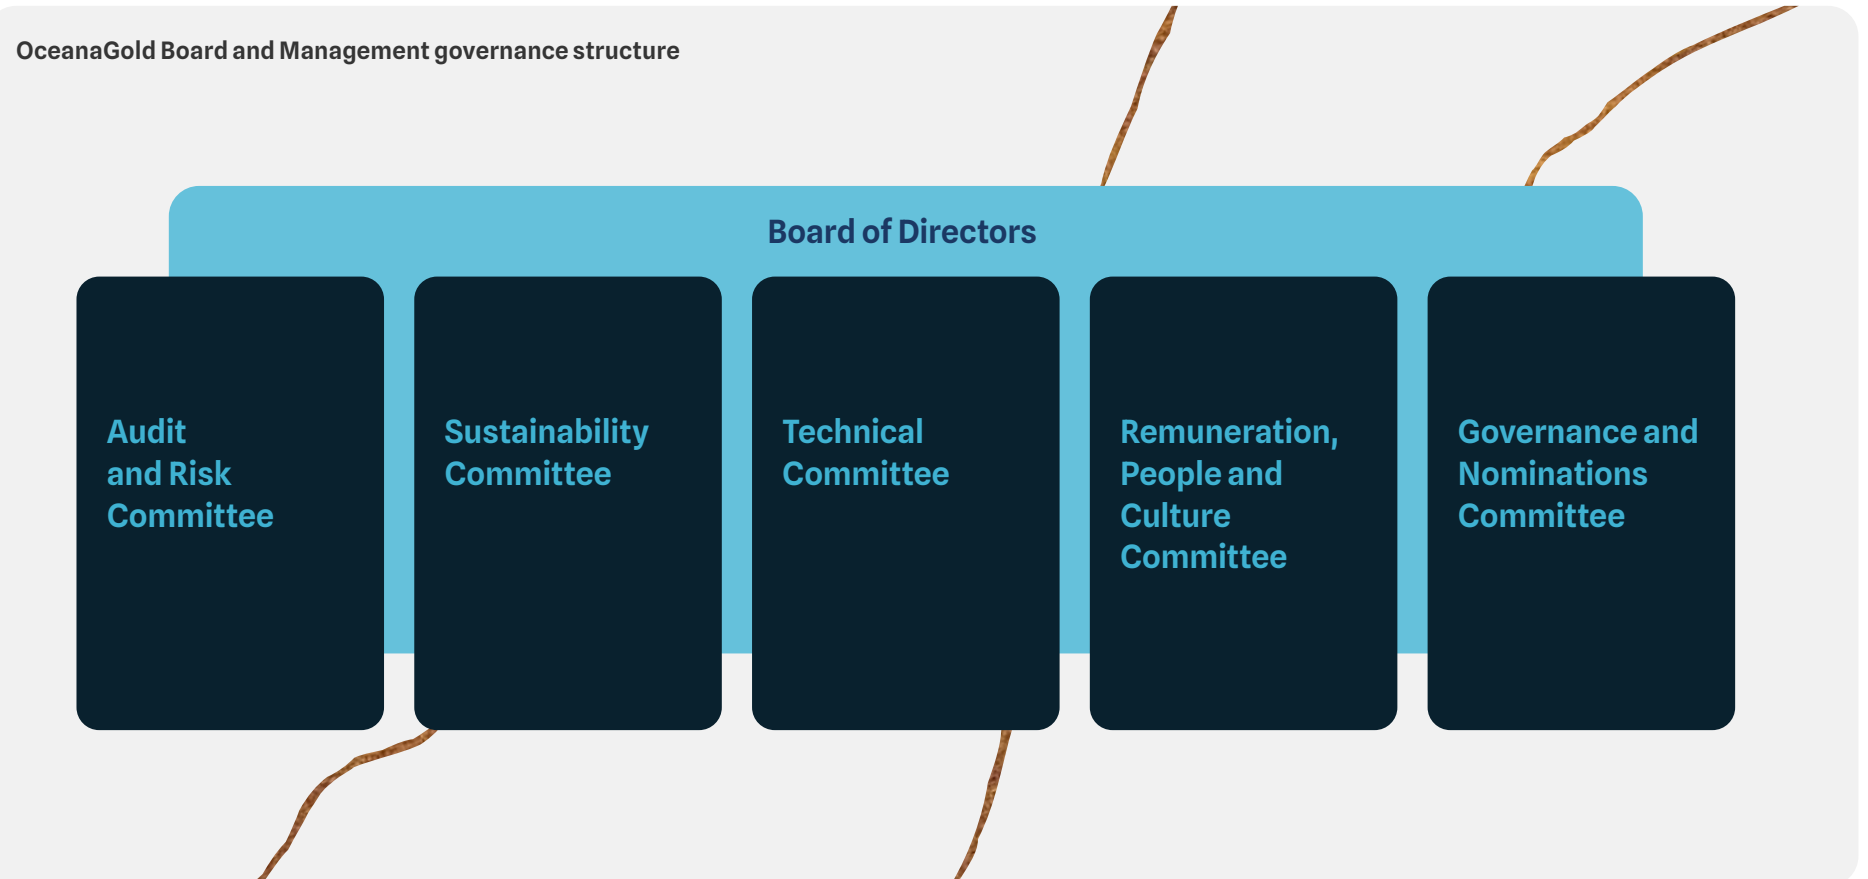 OceanaGold Board and Management governance structure
Board of Directors
Audit
and Risk
Committee
Sustainability
Committee
Technical
Committee
Remuneration,
People and
Culture
Committee
Governance and
Nominations
Committee